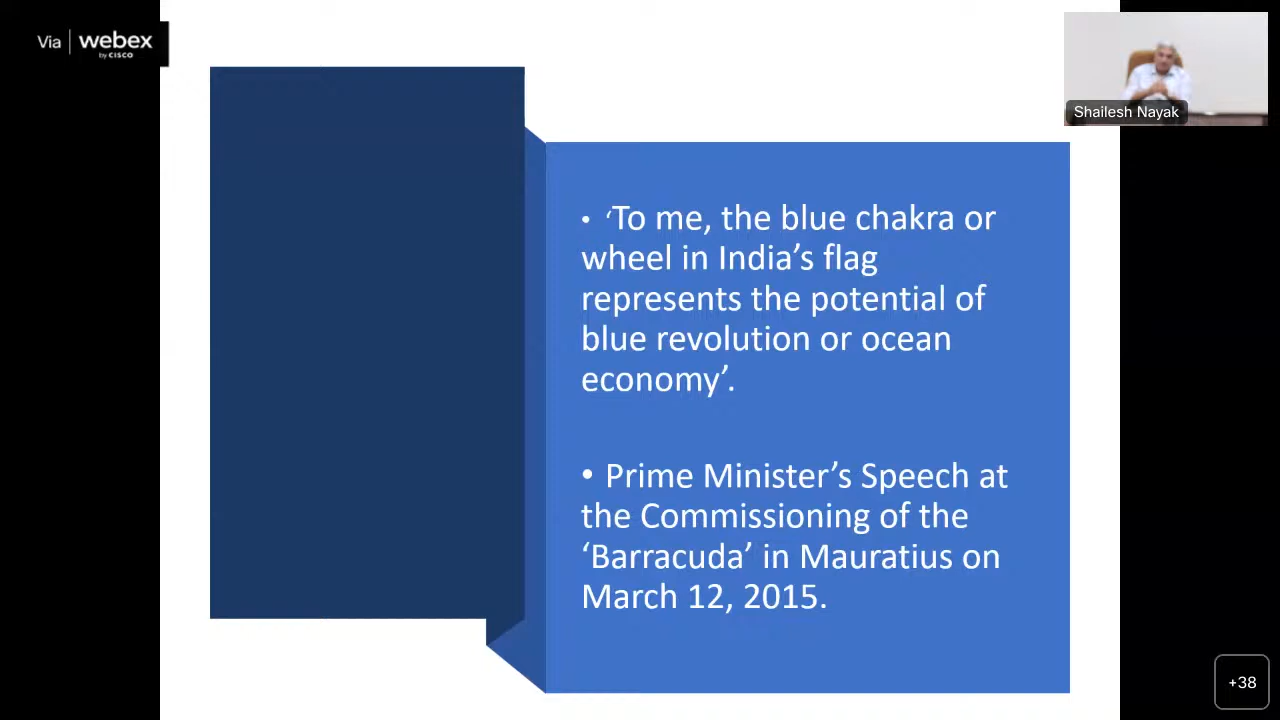 Via | webex
by CISCO
Shailesh Nayak
• ‘To me, the blue chakra or
wheel in India’s flag
represents the potential of
blue revolution or ocean
economy’.
• Prime Minister’s Speech at
the Commissioning of the
‘Barracuda’ in Mauratius on
March 12, 2015.
+38